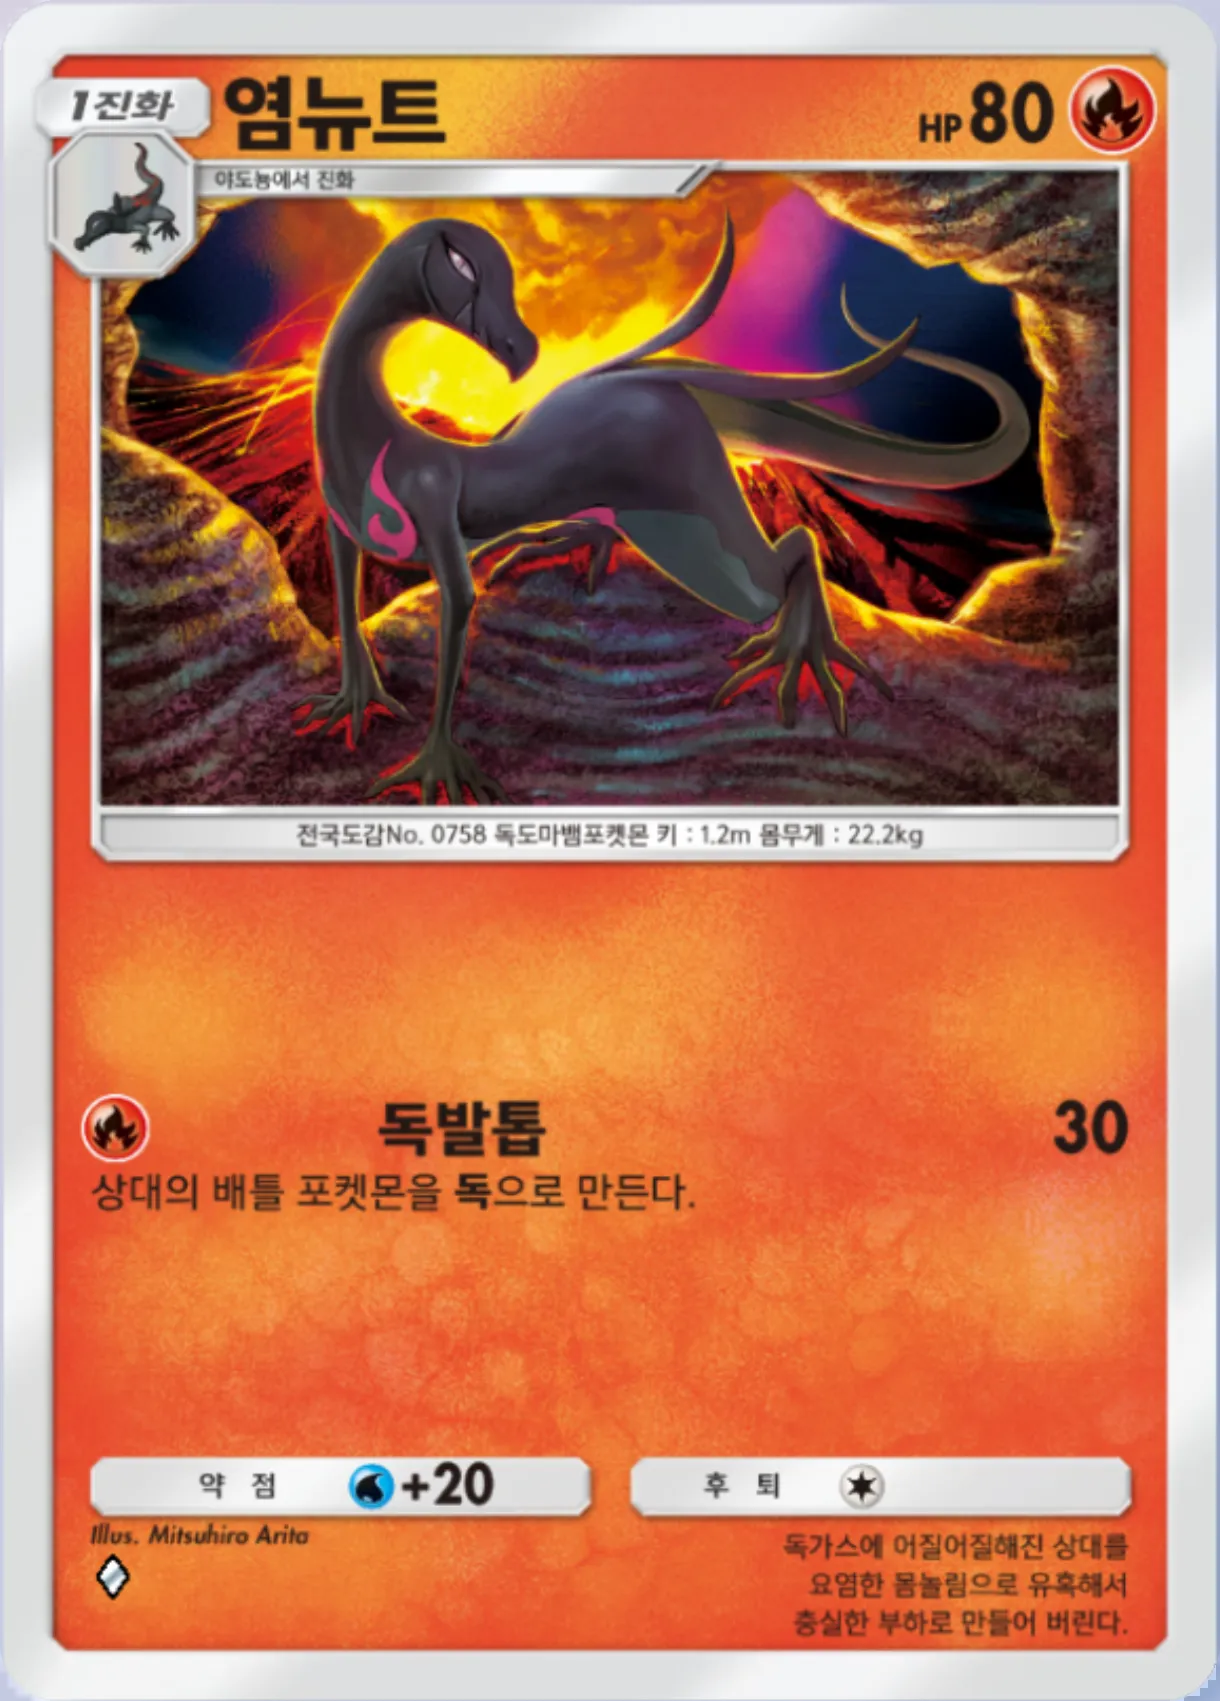 1진화
염뉴트
HP 80
야도뇽에서 진화
전국도감No. 0758 독도마뱀포켓몬 키 : 1.2m 몸무게 : 22.2kg
독발톱 30
상대의 배틀 포켓몬을 독으로 만든다.
약점 +20
후퇴
Illus. Mitsuhiro Arita
독가스에 어질어질해진 상대를
요염한 몸놀림으로 유혹해서
충실한 부하로 만들어 버린다.